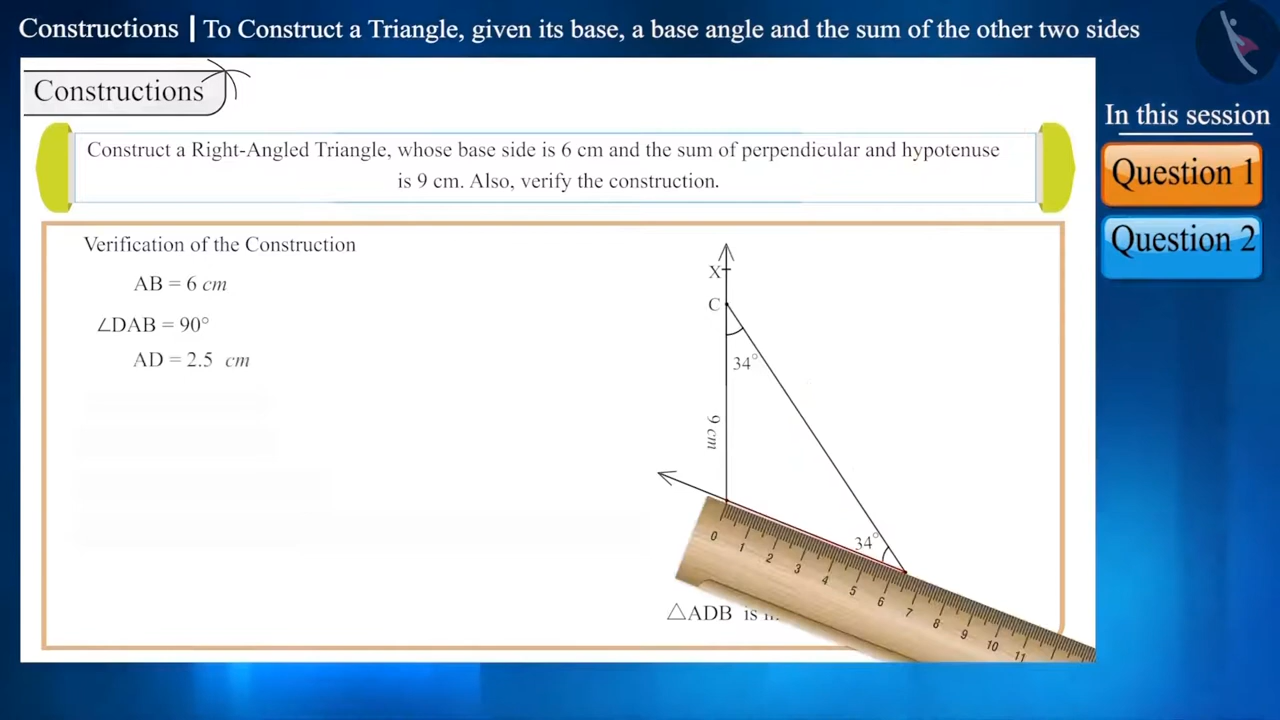 Constructions | To Construct a Triangle, given its base, a base angle and the sum of the other two sides
Constructions
In this session
Question 1
Question 2
Construct a Right-Angled Triangle, whose base side is 6 cm and the sum of perpendicular and hypotenuse
is 9 cm. Also, verify the construction.
Verification of the Construction
AB = 6 cm
∠DAB = 90°
AD = 2.5 cm
X
C
34°
9 cm
34°
0 1 2 3 4 5 6 7 8 9 10 11
△ADB is